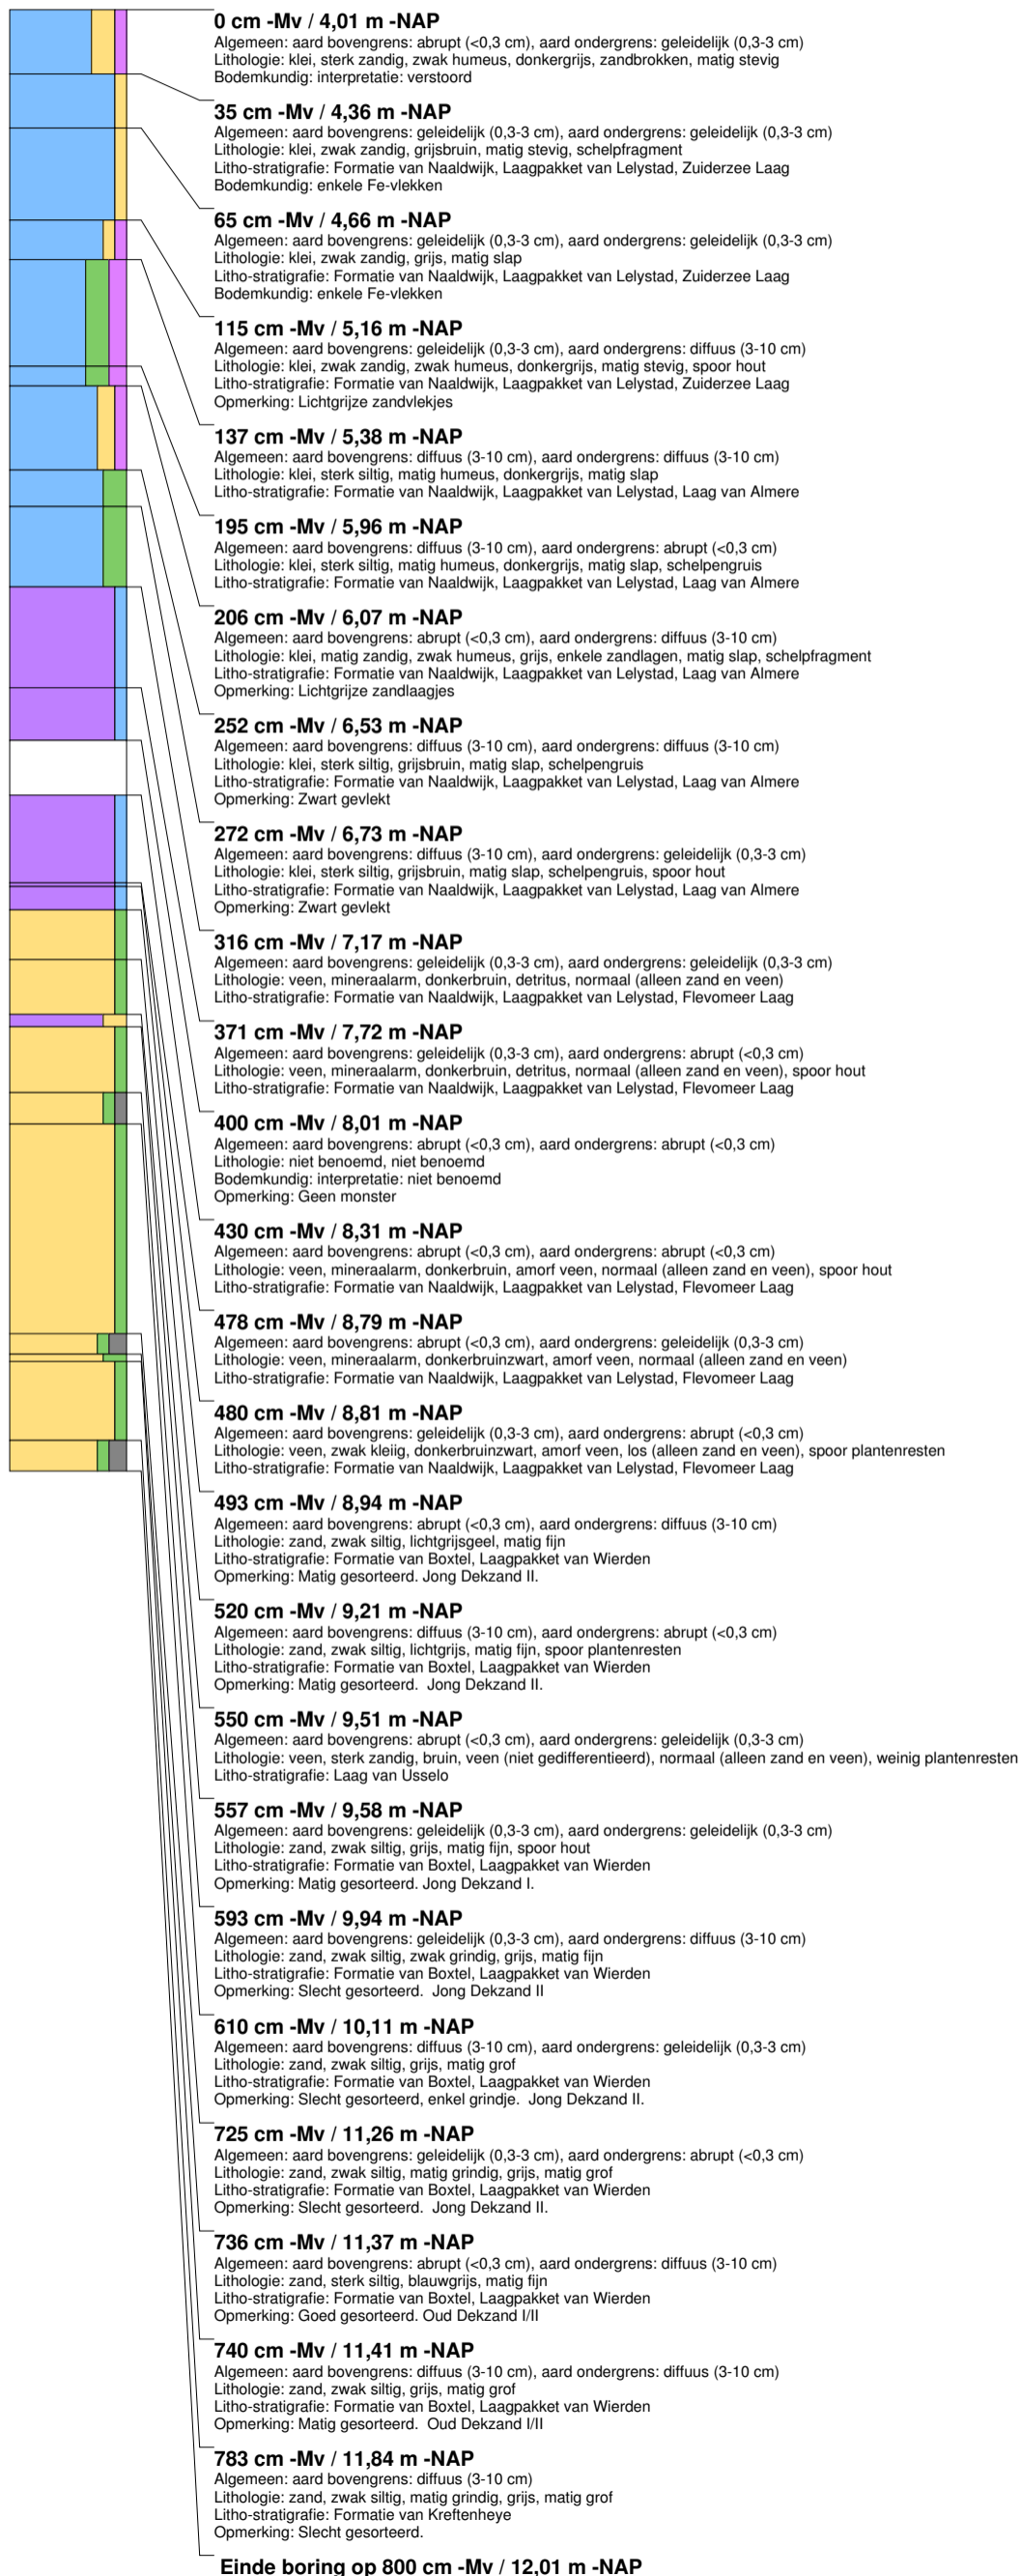 0 cm -Mv / 4,01 m -NAP
Algemeen: aard bovengrens: abrupt (<0,3 cm), aard ondergrens: geleidelijk (0,3-3 cm)
Lithologie: klei, sterk zandig, zwak humeus, donkergrijs, zandbrokken, matig stevig
Bodemkundig: interpretatie: verstoord
35 cm -Mv / 4,36 m -NAP
Algemeen: aard bovengrens: geleidelijk (0,3-3 cm), aard ondergrens: geleidelijk (0,3-3 cm)
Lithologie: klei, zwak zandig, grijsbruin, matig stevig, schelpfragment
Litho-stratigrafie: Formatie van Naaldwijk, Laagpakket van Lelystad, Zuiderzee Laag
Bodemkundig: enkele Fe-vlekken
65 cm -Mv / 4,66 m -NAP
Algemeen: aard bovengrens: geleidelijk (0,3-3 cm), aard ondergrens: geleidelijk (0,3-3 cm)
Lithologie: klei, zwak zandig, grijs, matig slap
Litho-stratigrafie: Formatie van Naaldwijk, Laagpakket van Lelystad, Zuiderzee Laag
Bodemkundig: enkele Fe-vlekken
115 cm -Mv / 5,16 m -NAP
Algemeen: aard bovengrens: geleidelijk (0,3-3 cm), aard ondergrens: diffuus (3-10 cm)
Lithologie: klei, zwak zandig, zwak humeus, donkergrijs, matig stevig, spoor hout
Litho-stratigrafie: Formatie van Naaldwijk, Laagpakket van Lelystad, Zuiderzee Laag
Opmerking: Lichtgrijze zandvlekjes
137 cm -Mv / 5,38 m -NAP
Algemeen: aard bovengrens: diffuus (3-10 cm), aard ondergrens: diffuus (3-10 cm)
Lithologie: klei, sterk siltig, matig humeus, donkergrijs, matig slap
Litho-stratigrafie: Formatie van Naaldwijk, Laagpakket van Lelystad, Laag van Almere
195 cm -Mv / 5,96 m -NAP
Algemeen: aard bovengrens: diffuus (3-10 cm), aard ondergrens: abrupt (<0,3 cm)
Lithologie: klei, sterk siltig, matig humeus, donkergrijs, matig slap, schelpengruis
Litho-stratigrafie: Formatie van Naaldwijk, Laagpakket van Lelystad, Laag van Almere
206 cm -Mv / 6,07 m -NAP
Algemeen: aard bovengrens: abrupt (<0,3 cm), aard ondergrens: diffuus (3-10 cm)
Lithologie: klei, matig zandig, zwak humeus, grijs, enkele zandlagen, matig slap, schelpfragment
Litho-stratigrafie: Formatie van Naaldwijk, Laagpakket van Lelystad, Laag van Almere
Opmerking: Lichtgrijze zandlaagjes
252 cm -Mv / 6,53 m -NAP
Algemeen: aard bovengrens: diffuus (3-10 cm), aard ondergrens: diffuus (3-10 cm)
Lithologie: klei, sterk siltig, grijsbruin, matig slap, schelpengruis
Litho-stratigrafie: Formatie van Naaldwijk, Laagpakket van Lelystad, Laag van Almere
Opmerking: Zwart gevlekt
272 cm -Mv / 6,73 m -NAP
Algemeen: aard bovengrens: diffuus (3-10 cm), aard ondergrens: geleidelijk (0,3-3 cm)
Lithologie: klei, sterk siltig, grijsbruin, matig slap, schelpengruis, spoor hout
Litho-stratigrafie: Formatie van Naaldwijk, Laagpakket van Lelystad, Laag van Almere
Opmerking: Zwart gevlekt
316 cm -Mv / 7,17 m -NAP
Algemeen: aard bovengrens: geleidelijk (0,3-3 cm), aard ondergrens: geleidelijk (0,3-3 cm)
Lithologie: veen, mineraalarm, donkerbruin, detritus, normaal (alleen zand en veen)
Litho-stratigrafie: Formatie van Naaldwijk, Laagpakket van Lelystad, Flevomeer Laag
371 cm -Mv / 7,72 m -NAP
Algemeen: aard bovengrens: geleidelijk (0,3-3 cm), aard ondergrens: abrupt (<0,3 cm)
Lithologie: veen, mineraalarm, donkerbruin, detritus, normaal (alleen zand en veen), spoor hout
Litho-stratigrafie: Formatie van Naaldwijk, Laagpakket van Lelystad, Flevomeer Laag
400 cm -Mv / 8,01 m -NAP
Algemeen: aard bovengrens: abrupt (<0,3 cm), aard ondergrens: abrupt (<0,3 cm)
Lithologie: niet benoemd, niet benoemd
Bodemkundig: interpretatie: niet benoemd
Opmerking: Geen monster
430 cm -Mv / 8,31 m -NAP
Algemeen: aard bovengrens: abrupt (<0,3 cm), aard ondergrens: abrupt (<0,3 cm)
Lithologie: veen, mineraalarm, donkerbruin, amorf veen, normaal (alleen zand en veen), spoor hout
Litho-stratigrafie: Formatie van Naaldwijk, Laagpakket van Lelystad, Flevomeer Laag
478 cm -Mv / 8,79 m -NAP
Algemeen: aard bovengrens: abrupt (<0,3 cm), aard ondergrens: geleidelijk (0,3-3 cm)
Lithologie: veen, mineraalarm, donkerbruinzwart, amorf veen, normaal (alleen zand en veen)
Litho-stratigrafie: Formatie van Naaldwijk, Laagpakket van Lelystad, Flevomeer Laag
480 cm -Mv / 8,81 m -NAP
Algemeen: aard bovengrens: geleidelijk (0,3-3 cm), aard ondergrens: abrupt (<0,3 cm)
Lithologie: veen, zwak kleiig, donkerbruinzwart, amorf veen, los (alleen zand en veen), spoor plantenresten
Litho-stratigrafie: Formatie van Naaldwijk, Laagpakket van Lelystad, Flevomeer Laag
493 cm -Mv / 8,94 m -NAP
Algemeen: aard bovengrens: abrupt (<0,3 cm), aard ondergrens: diffuus (3-10 cm)
Lithologie: zand, zwak siltig, lichtgrijsgeel, matig fijn
Litho-stratigrafie: Formatie van Boxtel, Laagpakket van Wierden
Opmerking: Matig gesorteerd. Jong Dekzand II.
520 cm -Mv / 9,21 m -NAP
Algemeen: aard bovengrens: diffuus (3-10 cm), aard ondergrens: abrupt (<0,3 cm)
Lithologie: zand, zwak siltig, lichtgrijs, matig fijn, spoor plantenresten
Litho-stratigrafie: Formatie van Boxtel, Laagpakket van Wierden
Opmerking: Matig gesorteerd.  Jong Dekzand II.
550 cm -Mv / 9,51 m -NAP
Algemeen: aard bovengrens: abrupt (<0,3 cm), aard ondergrens: geleidelijk (0,3-3 cm)
Lithologie: veen, sterk zandig, bruin, veen (niet gedifferentieerd), normaal (alleen zand en veen), weinig plantenresten
Litho-stratigrafie: Laag van Usselo
557 cm -Mv / 9,58 m -NAP
Algemeen: aard bovengrens: geleidelijk (0,3-3 cm), aard ondergrens: geleidelijk (0,3-3 cm)
Lithologie: zand, zwak siltig, grijs, matig fijn, spoor hout
Litho-stratigrafie: Formatie van Boxtel, Laagpakket van Wierden
Opmerking: Matig gesorteerd. Jong Dekzand I.
593 cm -Mv / 9,94 m -NAP
Algemeen: aard bovengrens: geleidelijk (0,3-3 cm), aard ondergrens: diffuus (3-10 cm)
Lithologie: zand, zwak siltig, zwak grindig, grijs, matig fijn
Litho-stratigrafie: Formatie van Boxtel, Laagpakket van Wierden
Opmerking: Slecht gesorteerd.  Jong Dekzand II
610 cm -Mv / 10,11 m -NAP
Algemeen: aard bovengrens: diffuus (3-10 cm), aard ondergrens: geleidelijk (0,3-3 cm)
Lithologie: zand, zwak siltig, grijs, matig grof
Litho-stratigrafie: Formatie van Boxtel, Laagpakket van Wierden
Opmerking: Slecht gesorteerd, enkel grindje.  Jong Dekzand II.
725 cm -Mv / 11,26 m -NAP
Algemeen: aard bovengrens: geleidelijk (0,3-3 cm), aard ondergrens: abrupt (<0,3 cm)
Lithologie: zand, zwak siltig, matig grindig, grijs, matig grof
Litho-stratigrafie: Formatie van Boxtel, Laagpakket van Wierden
Opmerking: Slecht gesorteerd.  Jong Dekzand II.
736 cm -Mv / 11,37 m -NAP
Algemeen: aard bovengrens: abrupt (<0,3 cm), aard ondergrens: diffuus (3-10 cm)
Lithologie: zand, sterk siltig, blauwgrijs, matig fijn
Litho-stratigrafie: Formatie van Boxtel, Laagpakket van Wierden
Opmerking: Goed gesorteerd. Oud Dekzand I/II
740 cm -Mv / 11,41 m -NAP
Algemeen: aard bovengrens: diffuus (3-10 cm), aard ondergrens: diffuus (3-10 cm)
Lithologie: zand, zwak siltig, grijs, matig grof
Litho-stratigrafie: Formatie van Boxtel, Laagpakket van Wierden
Opmerking: Matig gesorteerd.  Oud Dekzand I/II
783 cm -Mv / 11,84 m -NAP
Algemeen: aard bovengrens: diffuus (3-10 cm)
Lithologie: zand, zwak siltig, matig grindig, grijs, matig grof
Litho-stratigrafie: Formatie van Kreftenheye
Opmerking: Slecht gesorteerd.
Einde boring op 800 cm -Mv / 12,01 m -NAP